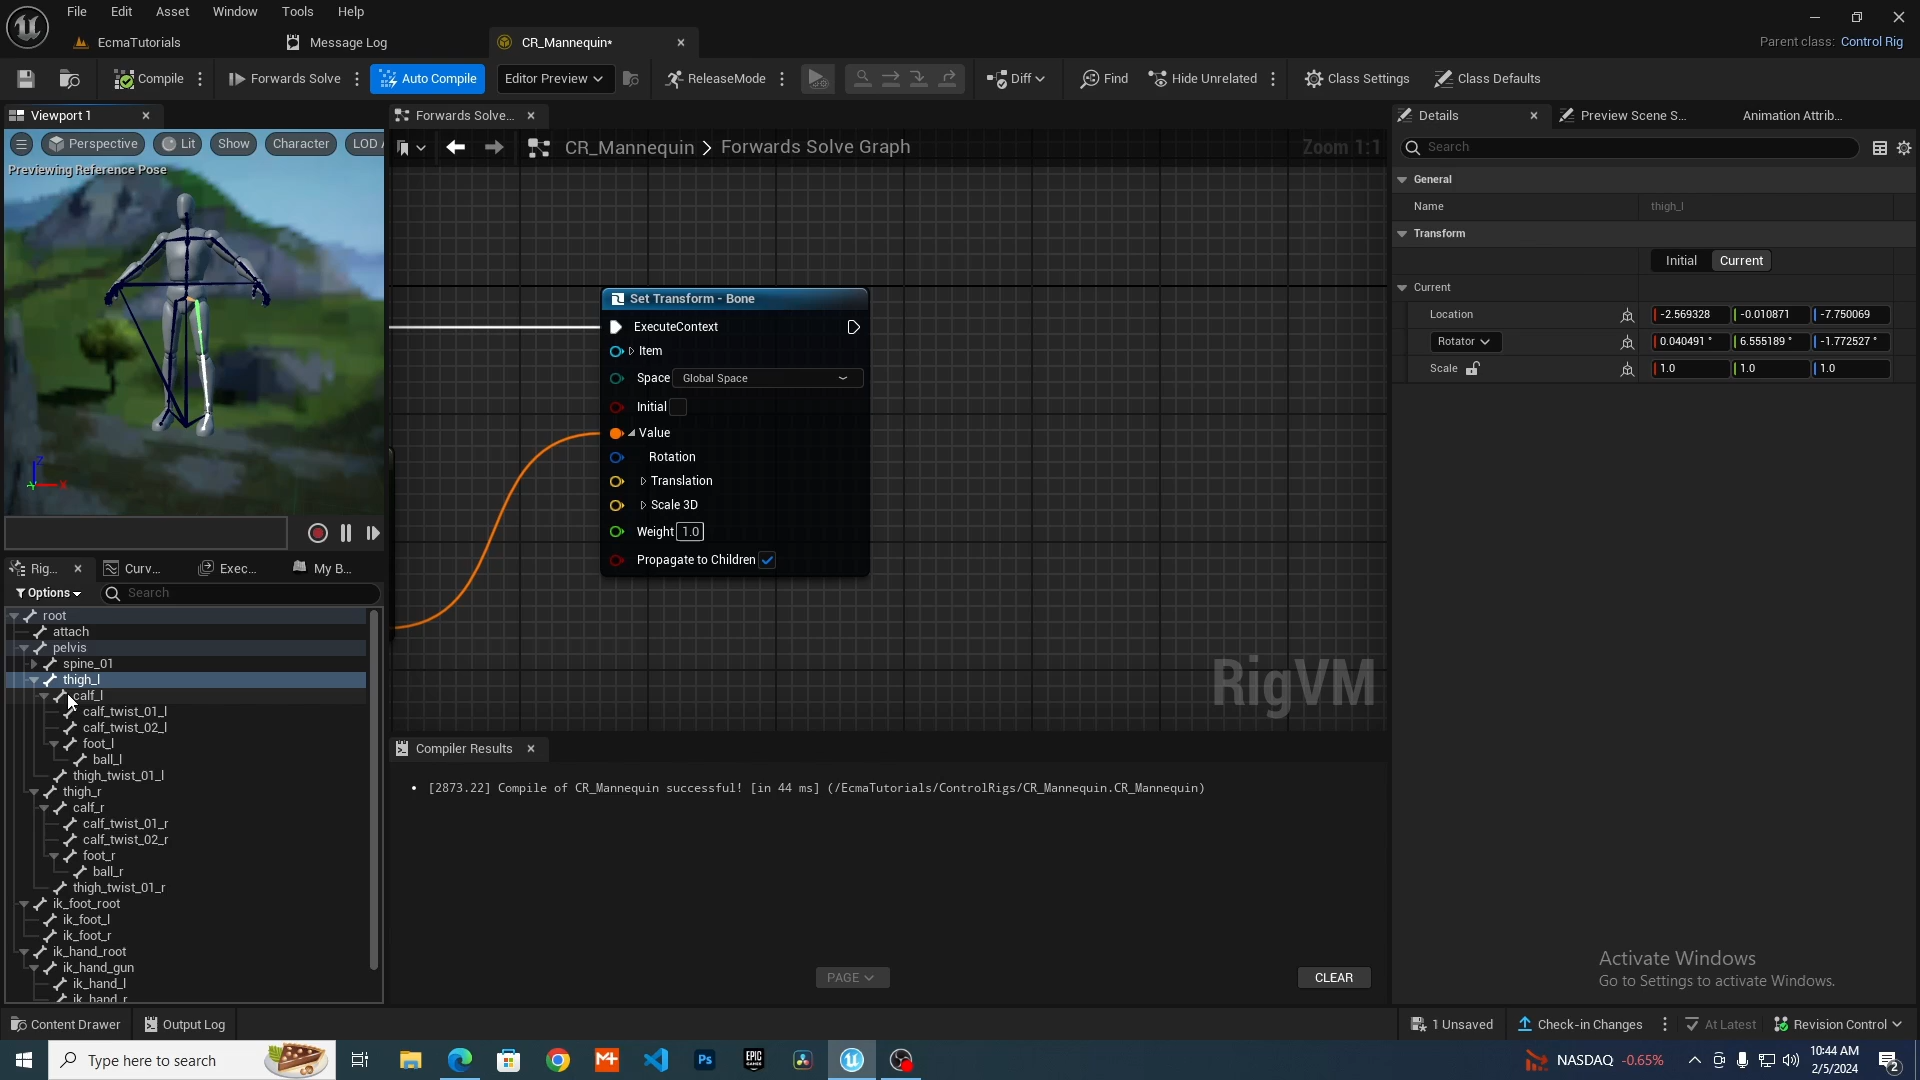 File Edit Asset Window Tools Help
EcmaTutorials Message Log CR_Mannequin*
Parent class: Control Rig
Compile Forwards Solve Auto Compile Editor Preview ReleaseMode Diff Find Hide Unrelated Class Settings Class Defaults
Viewport 1
Forwards Solve...
Details Preview Scene S... Animation Attrib...
Perspective Lit Show Character LOD
CR_Mannequin > Forwards Solve Graph
Zoom 1:1
Search
Previewing Reference Pose
General
Name thigh_l
Transform
Initial Current
Current
Location -2.569328 -0.010871 -7.750069
Rotator 0.040491 ° 6.555189 ° -1.772527 °
Scale 1.0 1.0 1.0
Set Transform - Bone
ExecuteContext
Item
Space Global Space
Initial
Value
Rotation
Translation
Scale 3D
Weight 1.0
Propagate to Children
RigVM
Z
X
Y
Rig... Curv... Exec... My B...
Options Search
root
attach
pelvis
spine_01
thigh_l
calf_l
calf_twist_01_l
calf_twist_02_l
foot_l
ball_l
thigh_twist_01_l
thigh_r
calf_r
calf_twist_01_r
calf_twist_02_r
foot_r
ball_r
thigh_twist_01_r
ik_foot_root
ik_foot_l
ik_foot_r
ik_hand_root
ik_hand_gun
ik_hand_l
ik_hand_r
Compiler Results
• [2873.22] Compile of CR_Mannequin successful! [in 44 ms] (/EcmaTutorials/ControlRigs/CR_Mannequin.CR_Mannequin)
PAGE
CLEAR
Activate Windows
Go to Settings to activate Windows.
Content Drawer Output Log
1 Unsaved Check-in Changes At Latest Revision Control
Type here to search
NASDAQ -0.65%
10:44 AM
2/5/2024
2